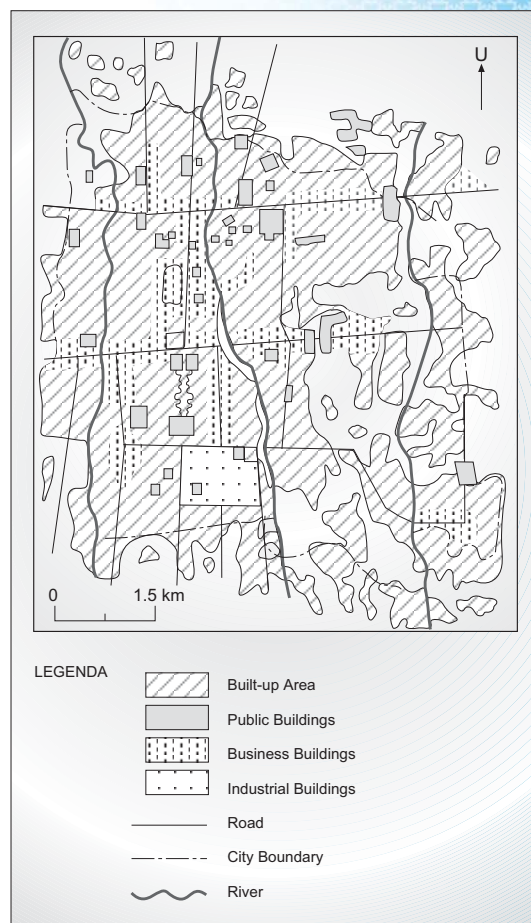 U
0 1.5 km
LEGENDA
Built-up Area
Public Buildings
Business Buildings
Industrial Buildings
Road
City Boundary
River